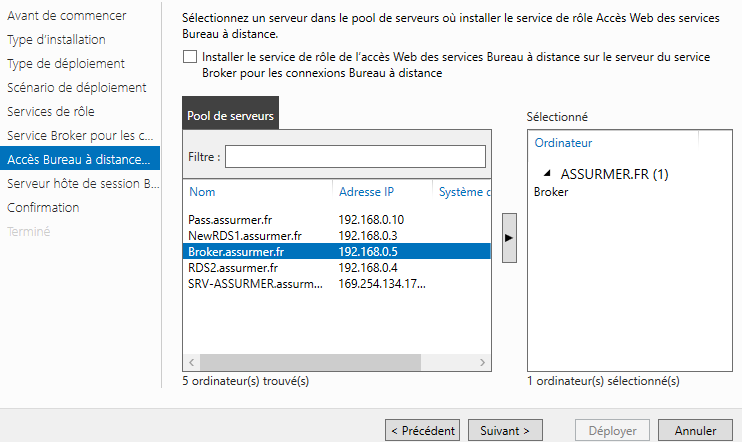 Avant de commencer
Type d'installation
Type de déploiement
Scénario de déploiement
Services de rôle
Service Broker pour les c...
Accès Bureau à distance...
Serveur hôte de session B...
Confirmation
Terminé
Sélectionnez un serveur dans le pool de serveurs où installer le service de rôle Accès Web des services
Bureau à distance.
Installer le service de rôle de l'accès Web des services Bureau à distance sur le serveur du service
Broker pour les connexions Bureau à distance
Pool de serveurs
Filtre :
Nom Adresse IP Système d
Pass.assurmer.fr 192.168.0.10
NewRDS1.assurmer.fr 192.168.0.3
Broker.assurmer.fr 192.168.0.5
RDS2.assurmer.fr 192.168.0.4
SRV-ASSURMER.assurm... 169.254.134.17...
5 ordinateur(s) trouvé(s)
Sélectionné
Ordinateur
ASSURMER.FR (1)
Broker
1 ordinateur(s) sélectionné(s)
< Précédent Suivant > Déployer Annuler